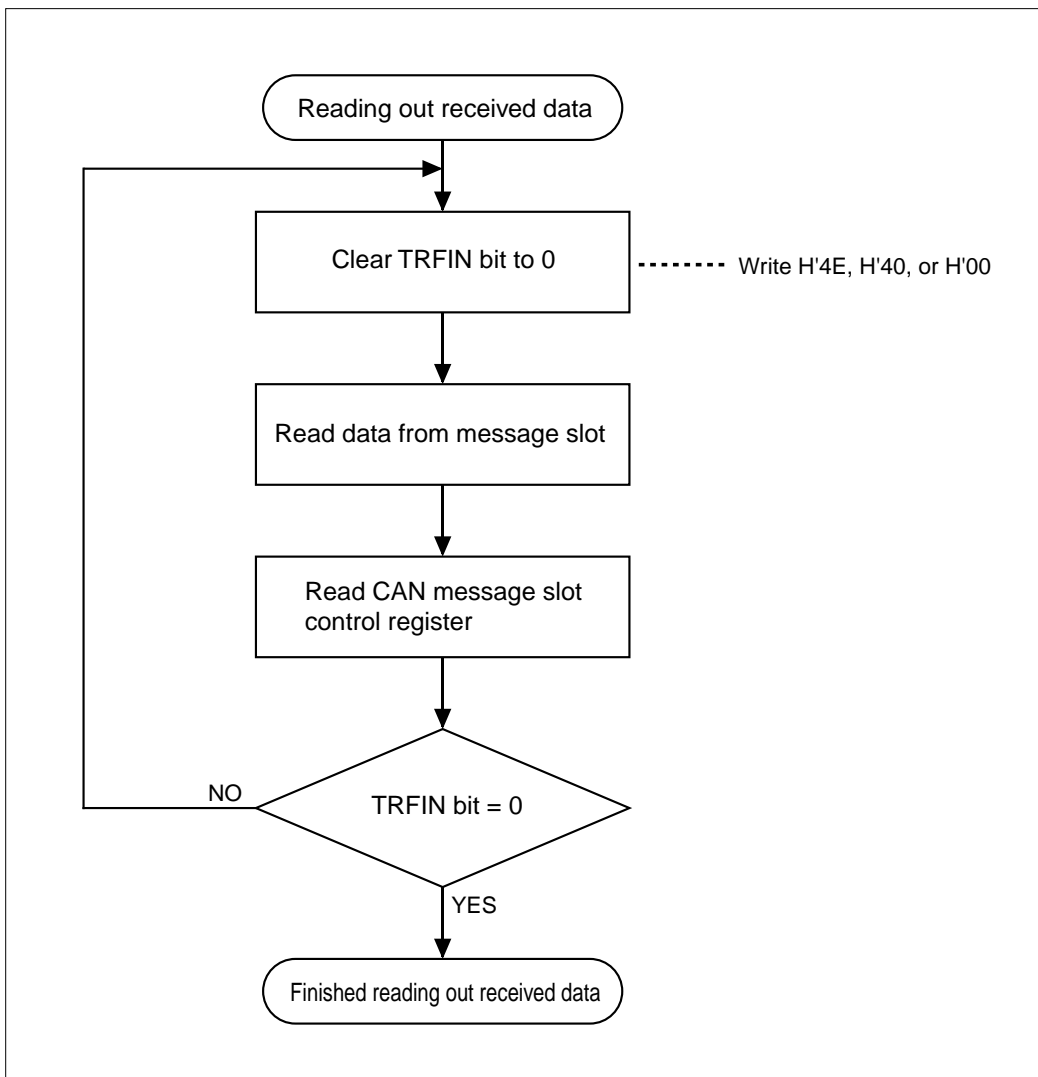 Reading out received data
Clear TRFIN bit to 0
Write H'4E, H'40, or H'00
Read data from message slot
Read CAN message slot
control register
NO
TRFIN bit = 0
YES
Finished reading out received data